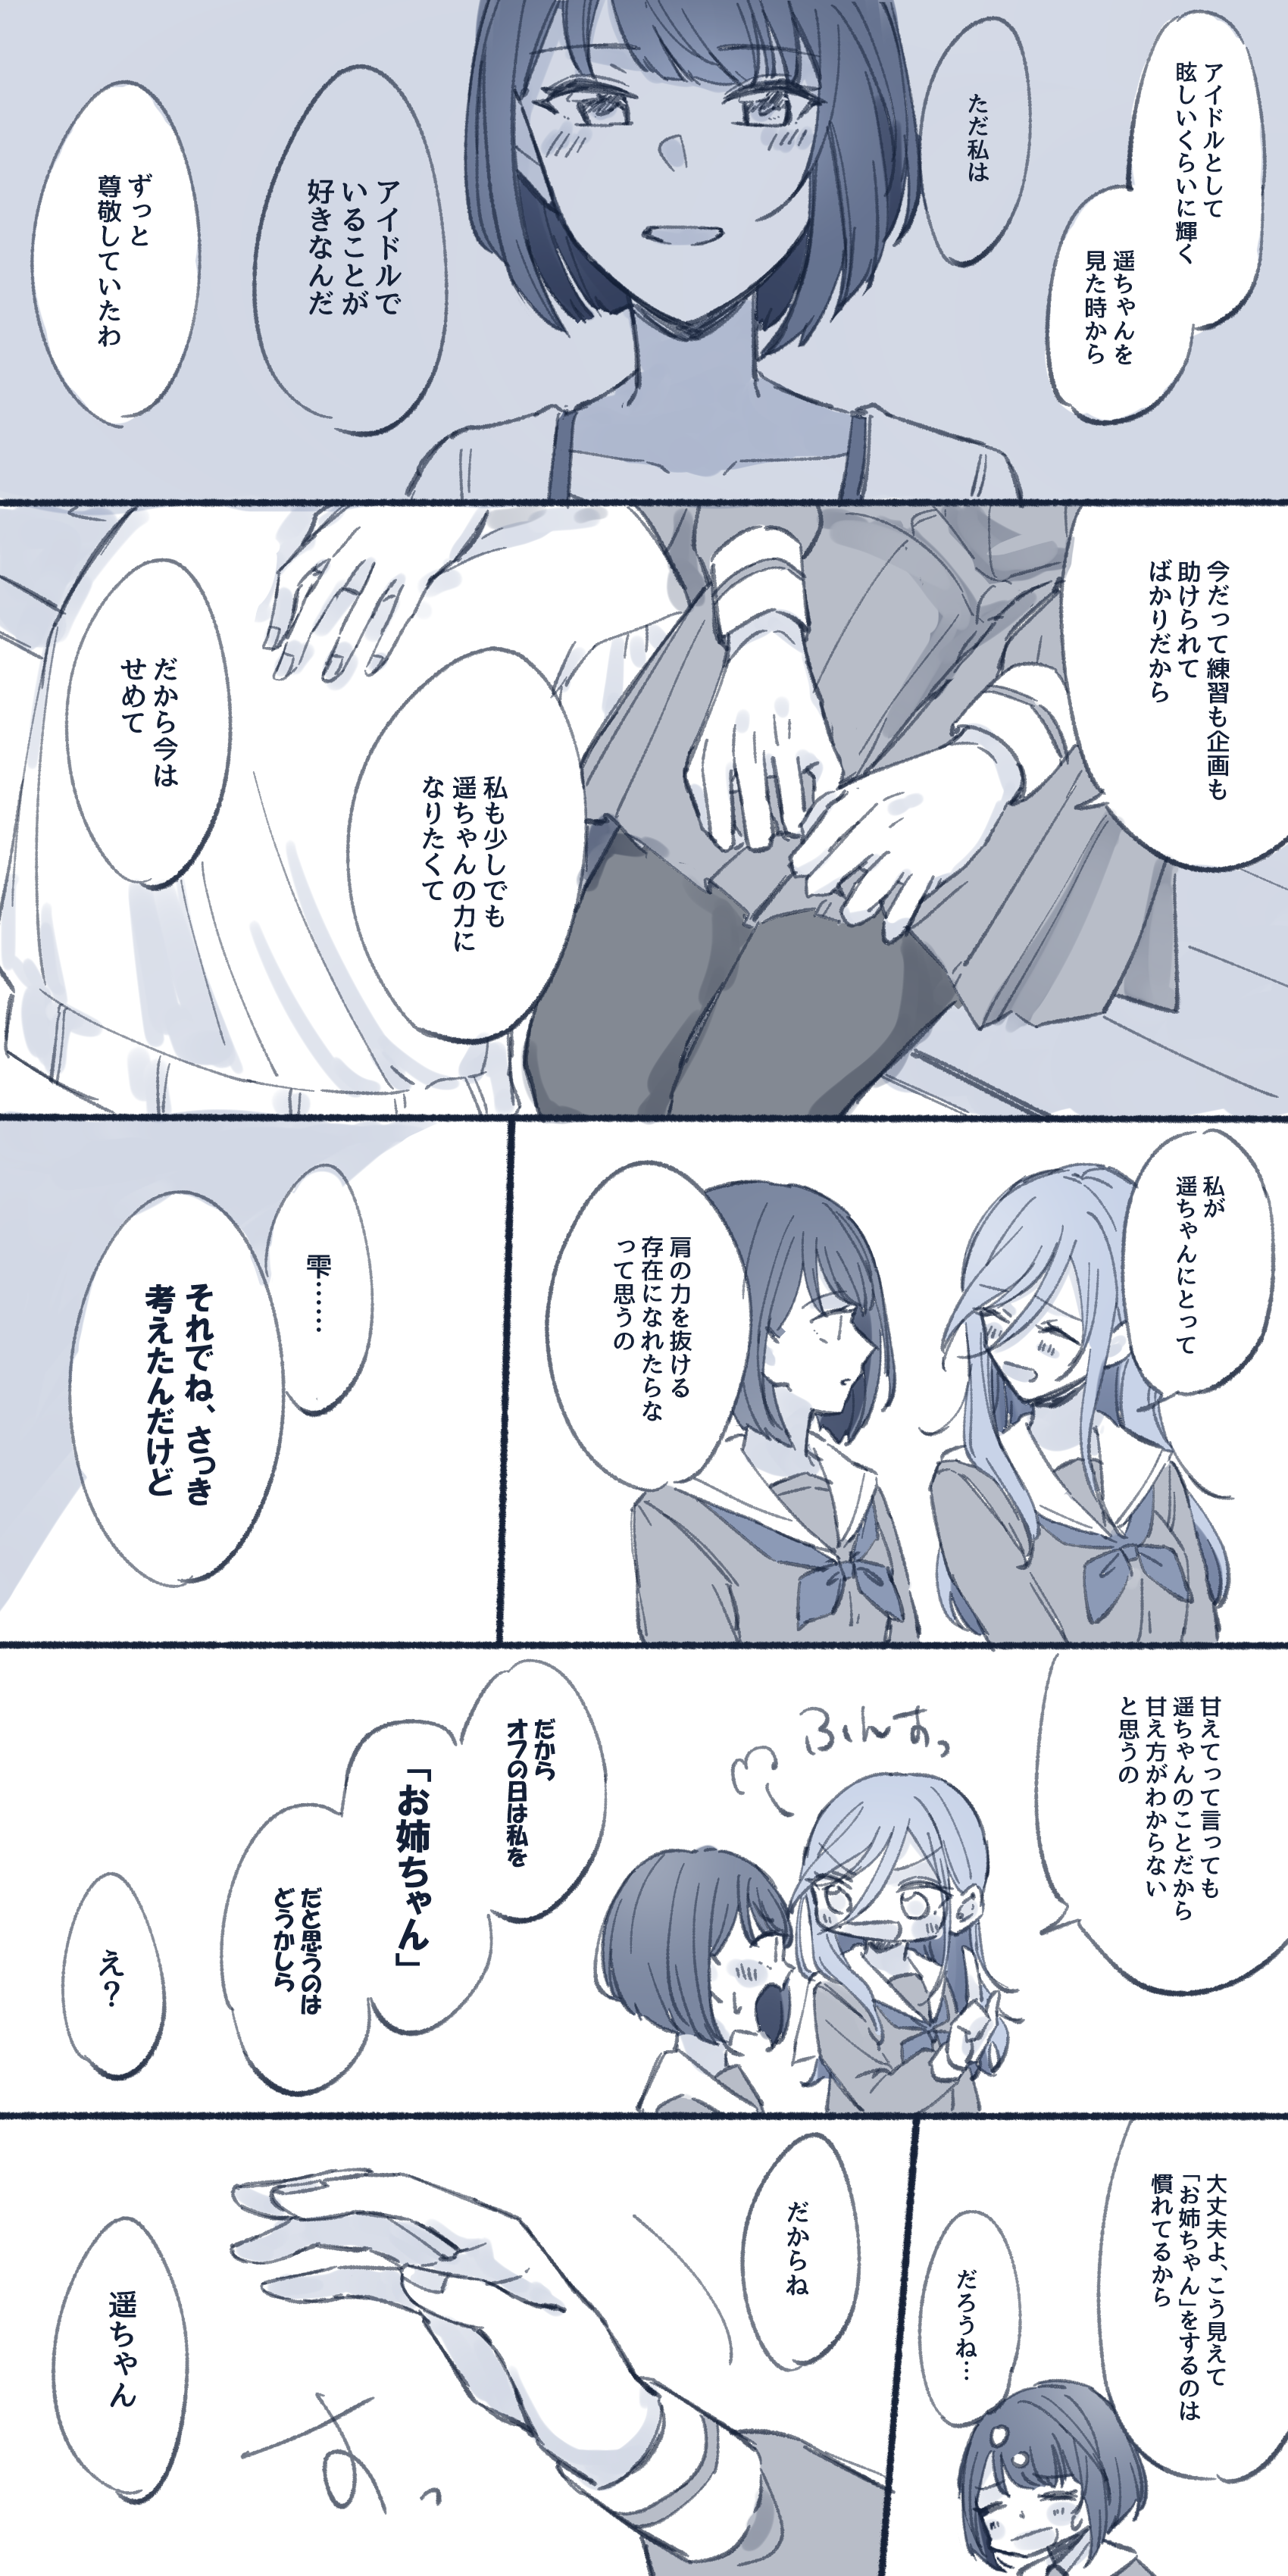 アイドルとして
眩しいくらいに輝く
遥ちゃんを
見た時から
ただ私は
アイドルで
いることが
好きなんだ
ずっと
尊敬していたわ
今だって練習も企画も
助けられて
ばかりだから
私も少しでも
遥ちゃんの力に
なりたくて
だから今は
せめて
私が
遥ちゃんにとって
肩の力を抜ける
存在になれたらな
って思うの
雫……
それでね、さっき
考えたんだけど
甘えてって言っても
遥ちゃんのことだから
甘え方がわからない
と思うの
ふんすっ
だから
オフの日は私を
「お姉ちゃん」
だと思うのは
どうかしら
え?
大丈夫よ、こう見えて
「お姉ちゃん」をするのは
慣れてるから
だろうね…
だからね
すっ
遥ちゃん